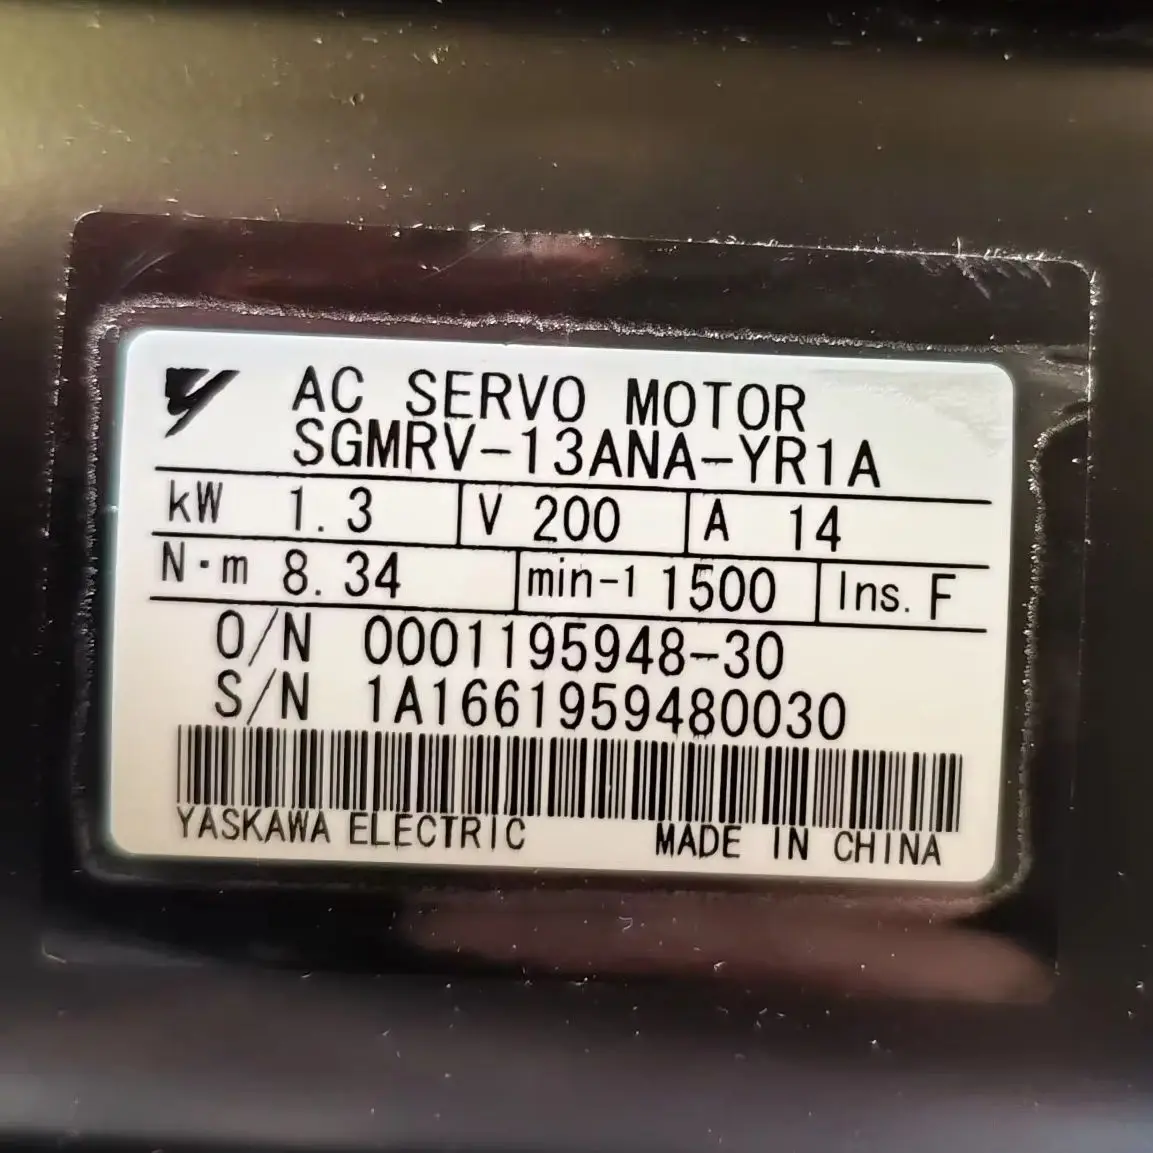 AC SERVO MOTOR
SGMRV-13ANA-YR1A
kW 1.3 V 200 A 14
N·m 8.34 min-1 1500 Ins. F
O/N 0001195948-30
S/N 1A1661959480030
YASKAWA ELECTRIC MADE IN CHINA